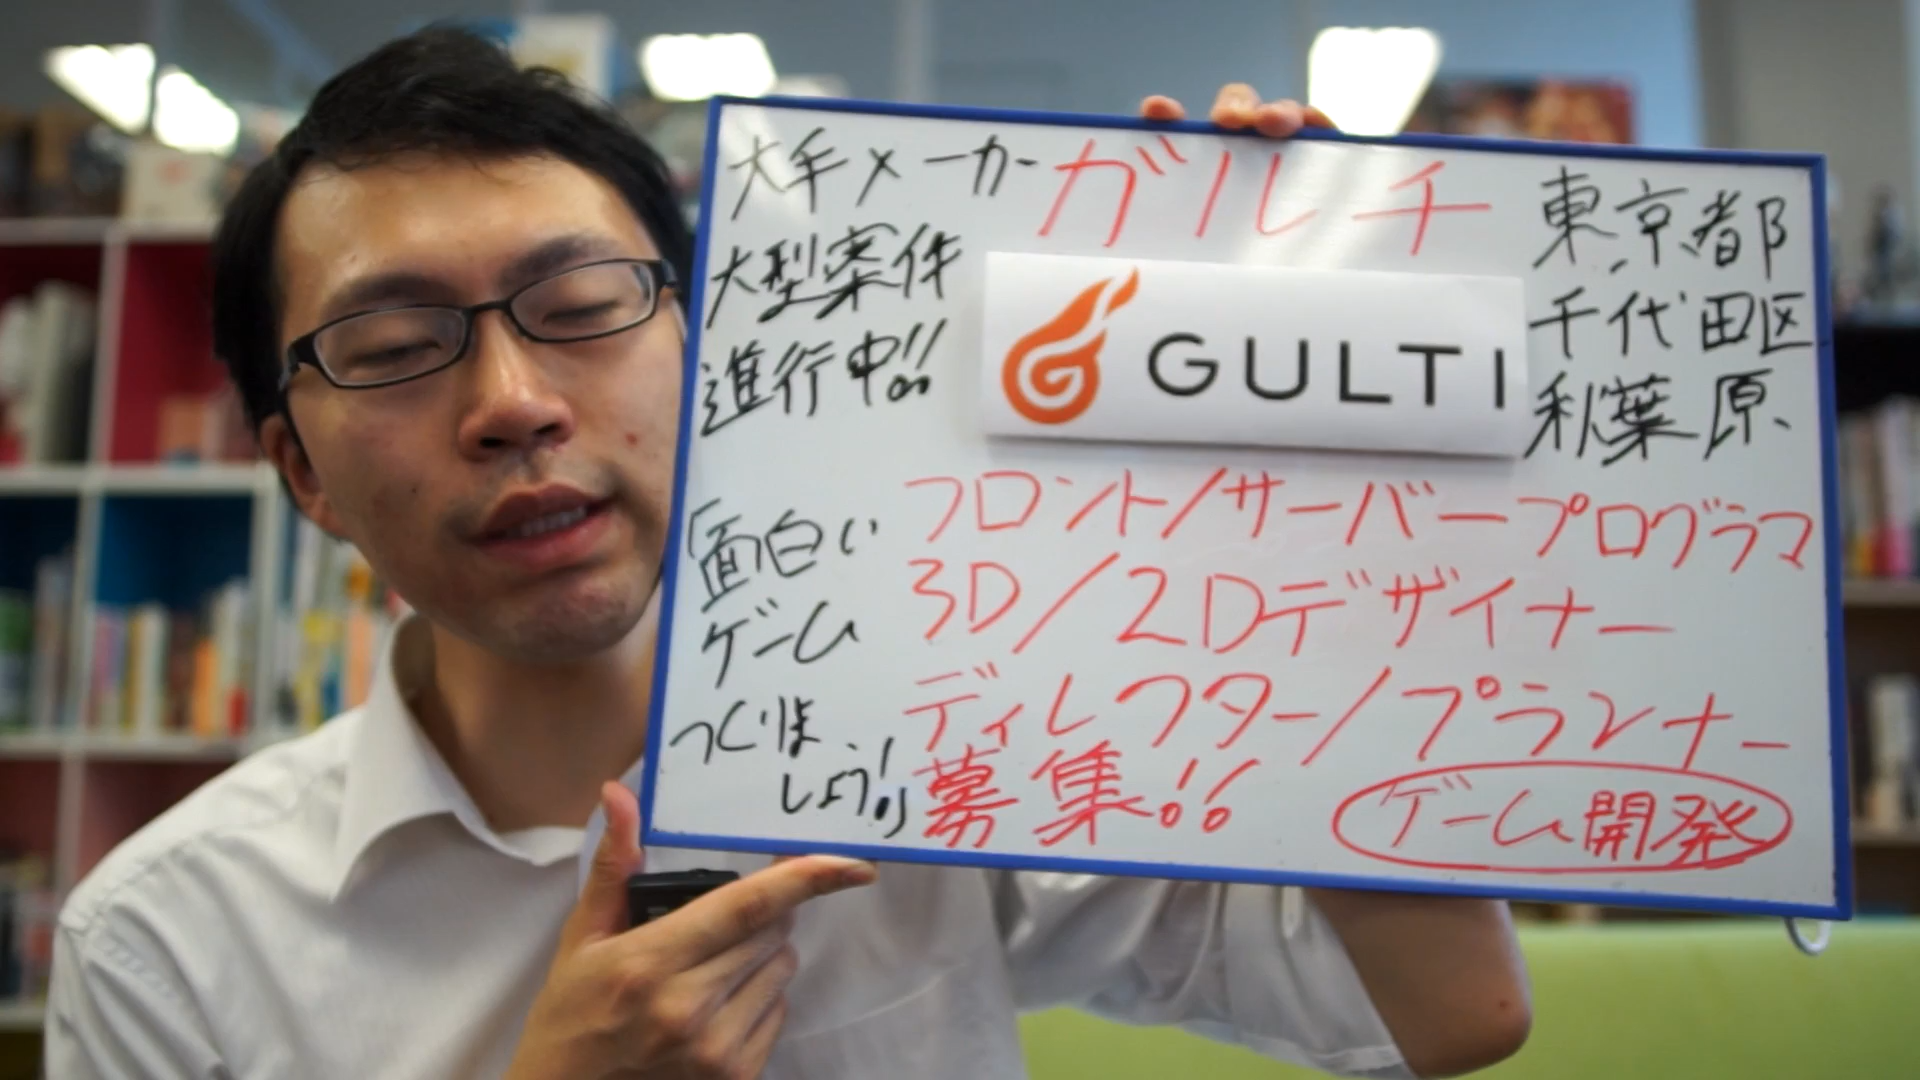 大手メーカー
大型案件
進行中!!
ガルチ
GULTI
東京都
千代田区
秋葉原、
「面白い
ゲーム
つくりま
しょう!」
フロント/サーバープログラマ
3D/2Dデザイナー
ディレクター/プランナー
募集!!
ゲーム開発